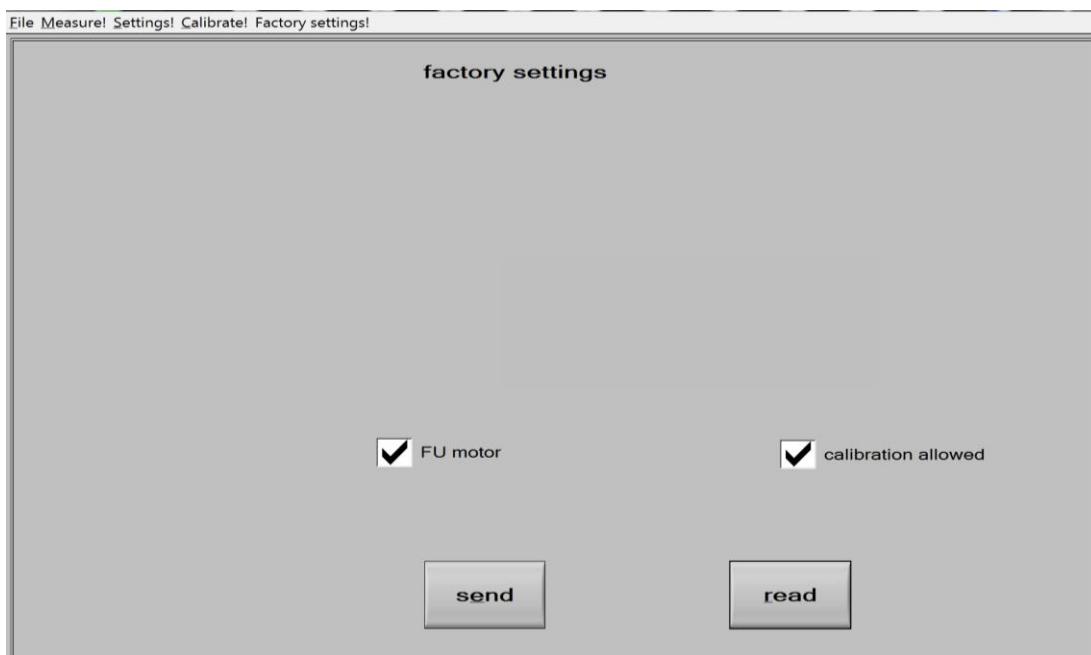 File Measure! Settings! Calibrate! Factory settings!
factory settings
FU motor
calibration allowed
send
read